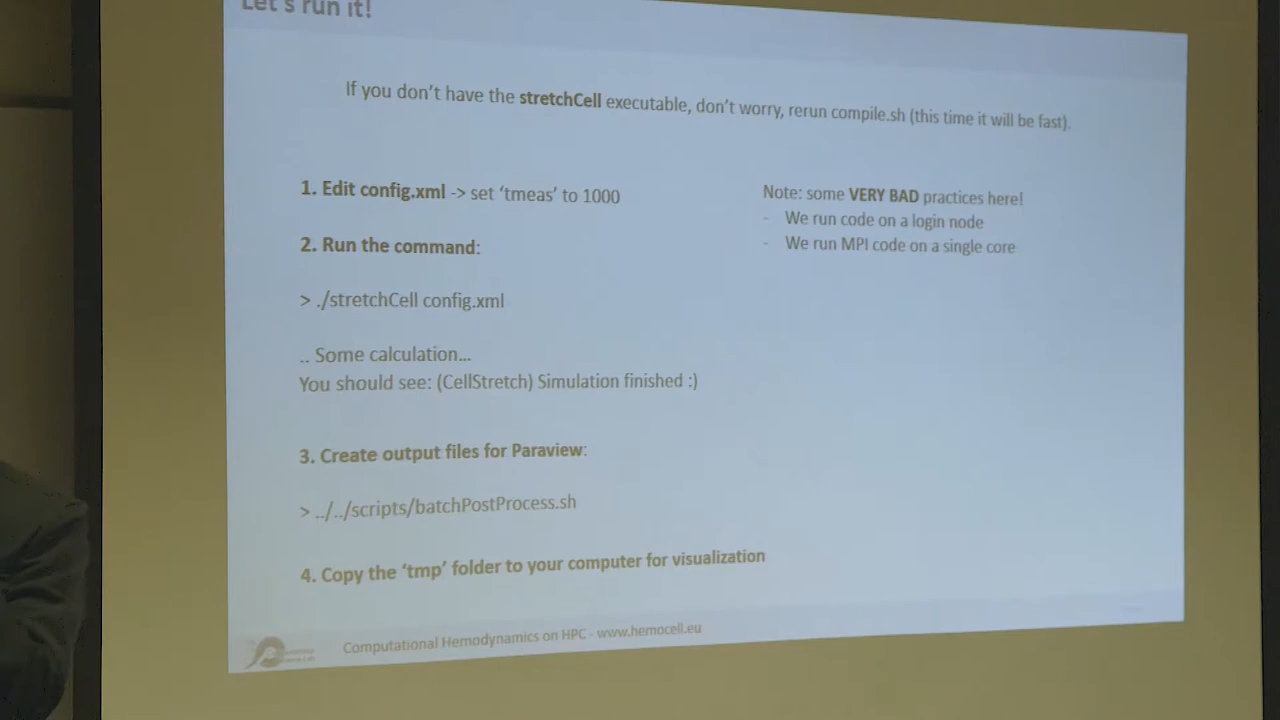 Let's run it!
If you don't have the stretchCell executable, don't worry, rerun compile.sh (this time it will be fast).
1. Edit config.xml -> set 'tmeas' to 1000
2. Run the command:
> ./stretchCell config.xml
.. Some calculation...
You should see: (CellStretch) Simulation finished :)
3. Create output files for Paraview:
> ../../scripts/batchPostProcess.sh
4. Copy the 'tmp' folder to your computer for visualization
Note: some VERY BAD practices here!
- We run code on a login node
- We run MPI code on a single core
Computational Hemodynamics on HPC - www.hemocell.eu